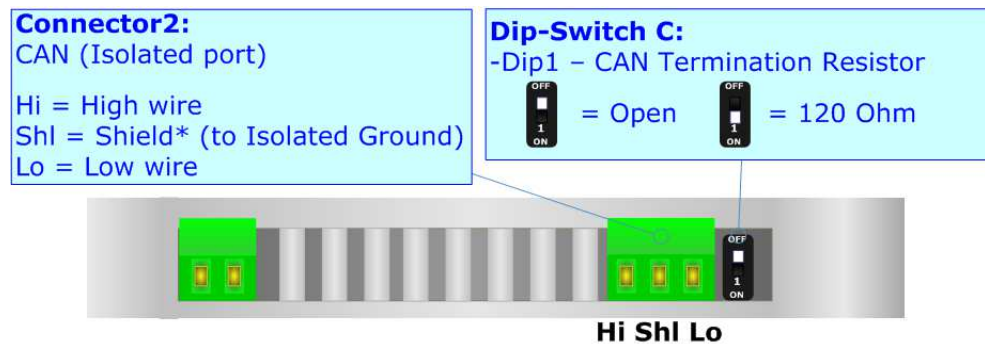 Connector2:
CAN (Isolated port)
Hi = High wire
Shl = Shield* (to Isolated Ground)
Lo = Low wire
Dip-Switch C:
-Dip1 – CAN Termination Resistor
OFF
1
ON
= Open
OFF
1
ON
= 120 Ohm
OFF
1
ON
Hi Shl Lo